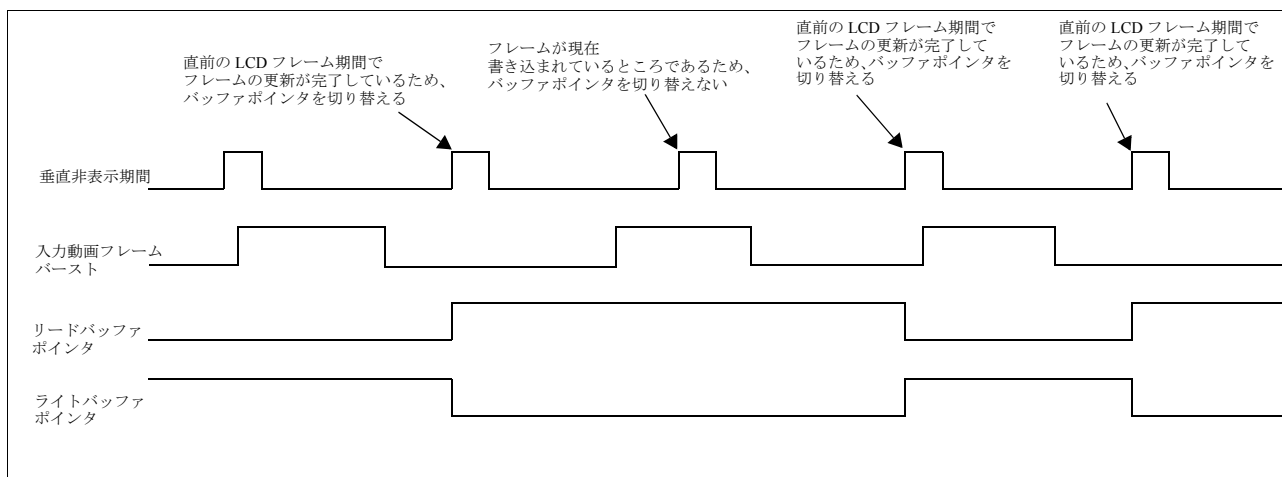 直前の LCD フレーム期間で
フレームの更新が完了しているため、
バッファポインタを切り替える
フレームが現在
書き込まれているところであるため、
バッファポインタを切り替えない
直前の LCD フレーム期間で
フレームの更新が完了して
いるため、バッファポインタを
切り替える
直前の LCD フレーム期間で
フレームの更新が完了して
いるため、バッファポインタを
切り替える
垂直非表示期間
入力動画フレーム
バースト
リードバッファ
ポインタ
ライトバッファ
ポインタ